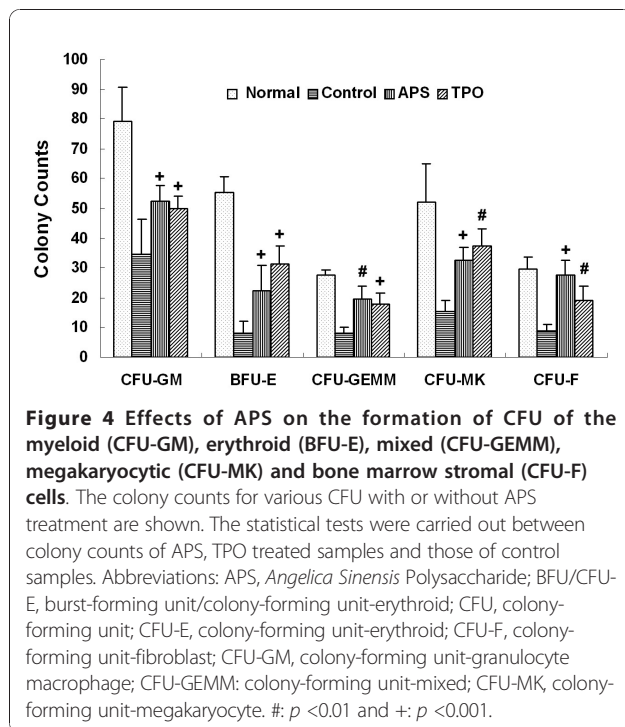 100
90
80
70
60
50
40
30
20
10
0
Colony Counts
Normal Control APS TPO
+ +
+ +
# +
+ #
+ #
CFU-GM BFU-E CFU-GEMM CFU-MK CFU-F
Figure 4 Effects of APS on the formation of CFU of the
myeloid (CFU-GM), erythroid (BFU-E), mixed (CFU-GEMM),
megakaryocytic (CFU-MK) and bone marrow stromal (CFU-F)
cells. The colony counts for various CFU with or without APS
treatment are shown. The statistical tests were carried out between
colony counts of APS, TPO treated samples and those of control
samples. Abbreviations: APS, Angelica Sinensis Polysaccharide; BFU/CFU-
E, burst-forming unit/colony-forming unit-erythroid; CFU, colony-
forming unit; CFU-E, colony-forming unit-erythroid; CFU-F, colony-
forming unit-fibroblast; CFU-GM, colony-forming unit-granulocyte
macrophage; CFU-GEMM: colony-forming unit-mixed; CFU-MK, colony-
forming unit-megakaryocyte. #: p <0.01 and +: p <0.001.